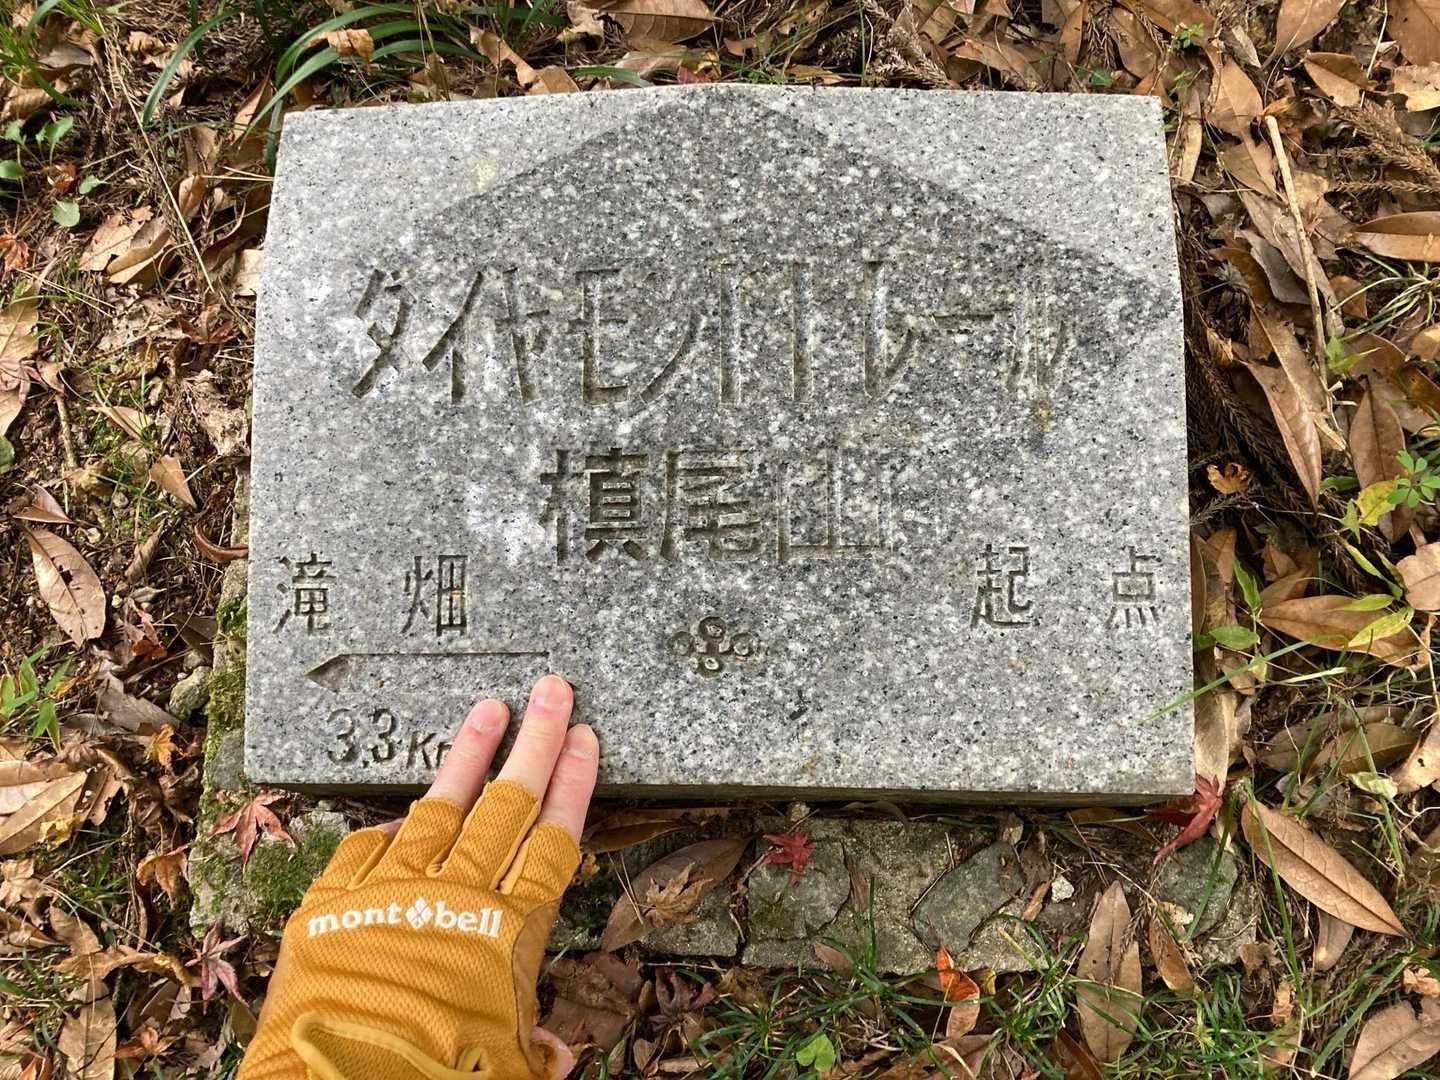 ダイヤモンドトレール
槙尾山
滝畑
起点
3.3K
mont bell